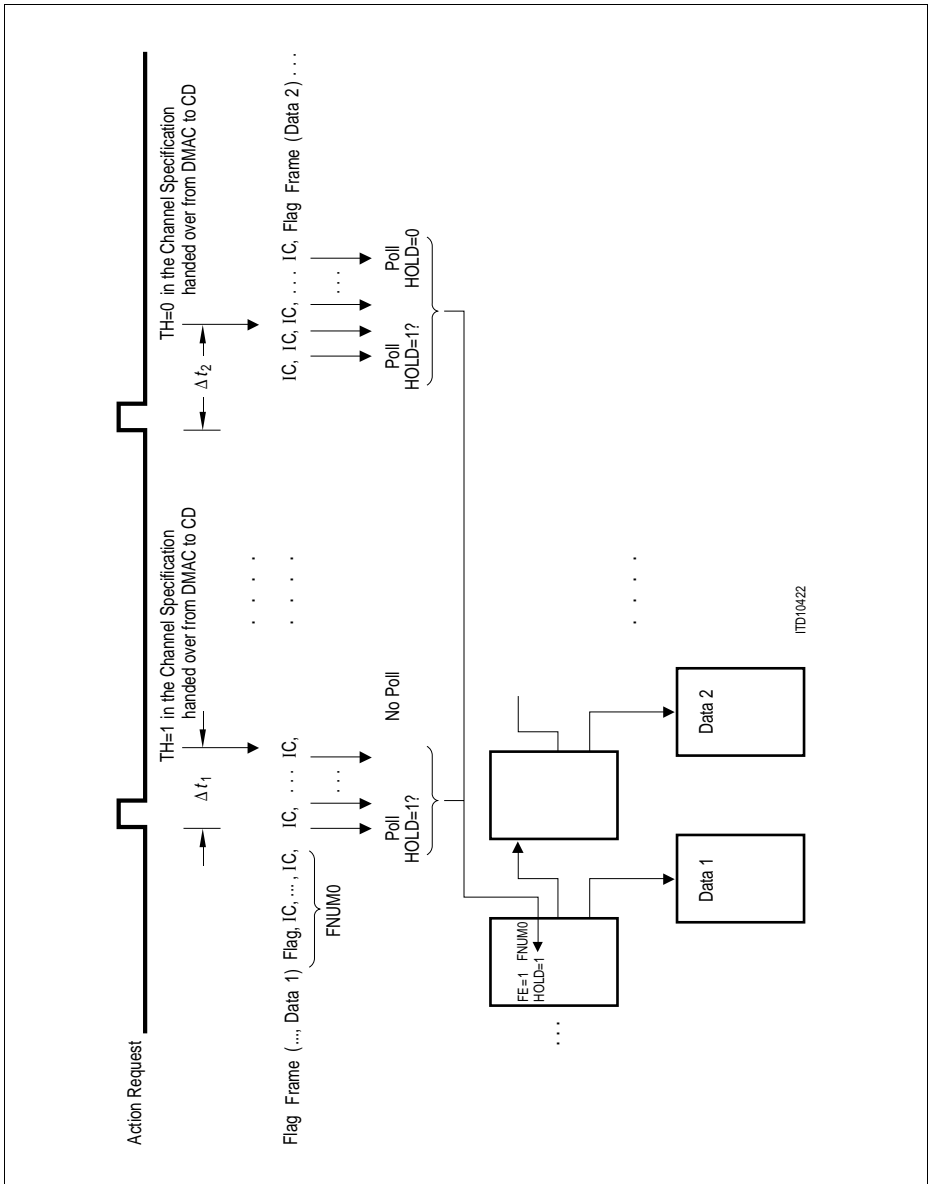 Action Request
TH=1 in the Channel Specification
handed over from DMAC to CD
TH=0 in the Channel Specification
handed over from DMAC to CD
Δt₁
Δt₂
. . . .
Flag Frame (..., Data 1) Flag, IC, ..., IC, IC, . . . IC,
. . . .
IC, IC, IC, . . . IC, Flag Frame (Data 2) . . .
FNUM0
. . .
. . .
Poll
HOLD=1?
No Poll
Poll
HOLD=1?
Poll
HOLD=0
. . .
FE=1 FNUM0
HOLD=1
. . . .
Data 1
Data 2
ITD10422